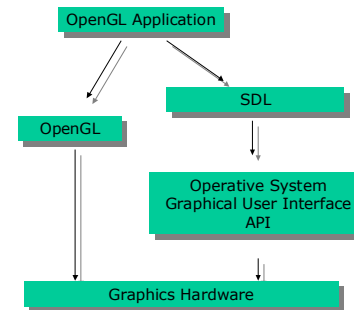 OpenGL Application
SDL
OpenGL
Operative System
Graphical User Interface
API
Graphics Hardware